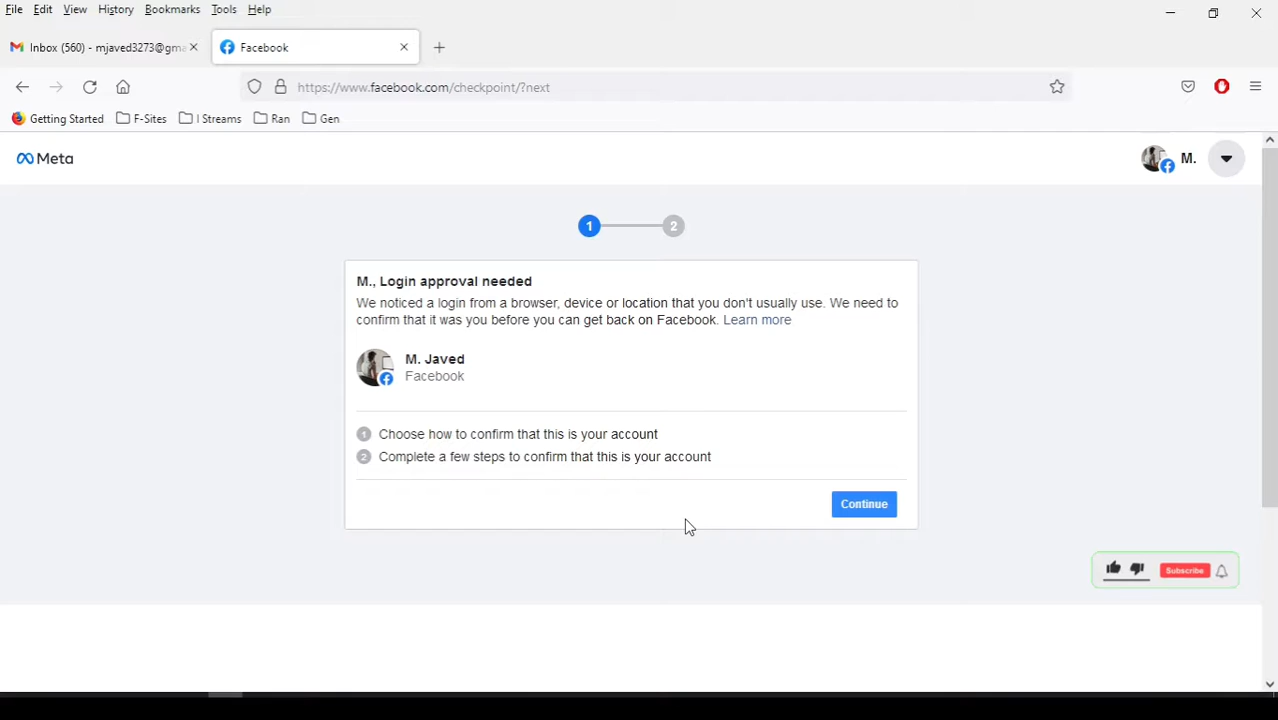 File Edit View History Bookmarks Tools Help
Inbox (560) - mjaved3273@gma
Facebook
https://www.facebook.com/checkpoint/?next
Getting Started F-Sites I Streams Ran Gen
Meta
M.
1 2
M., Login approval needed
We noticed a login from a browser, device or location that you don't usually use. We need to
confirm that it was you before you can get back on Facebook. Learn more
M. Javed
Facebook
1 Choose how to confirm that this is your account
2 Complete a few steps to confirm that this is your account
Continue
Subscribe